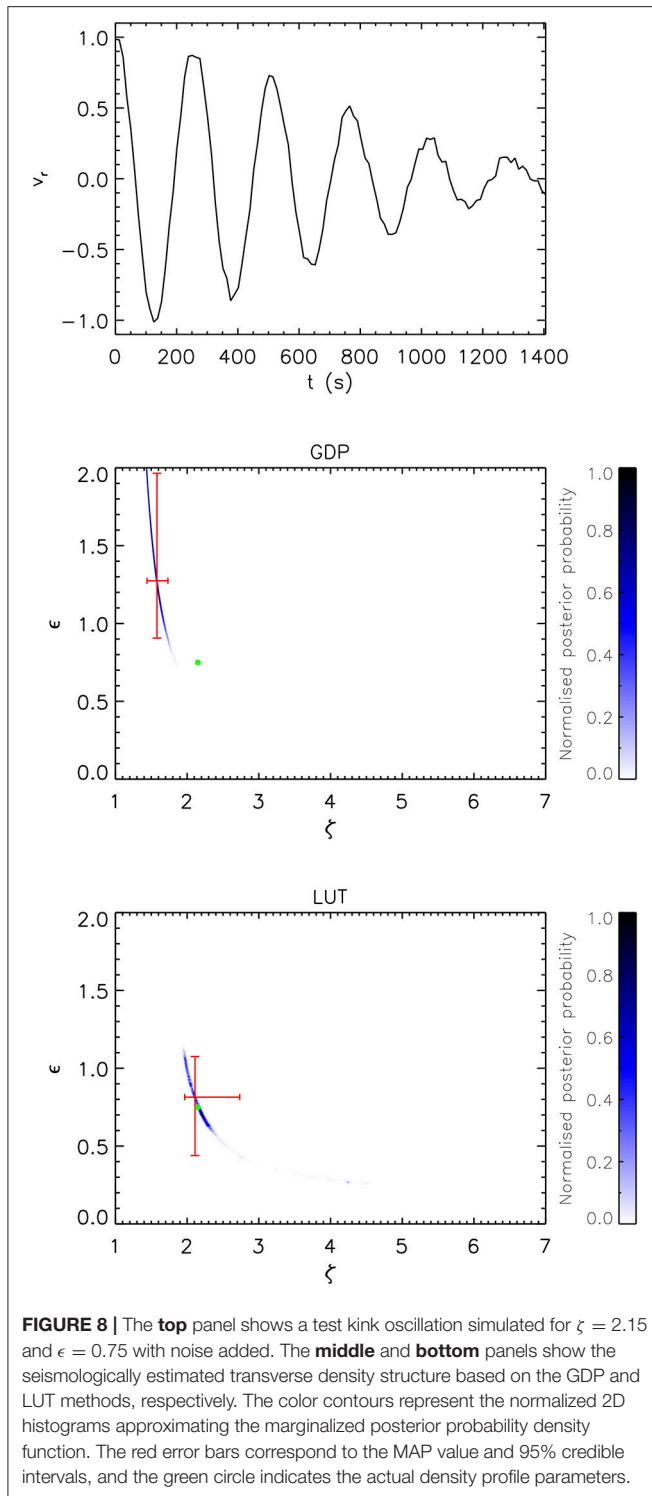 1.0
0.5
0.0
−0.5
−1.0
v_r
0 200 400 600 800 1000 1200 1400
t (s)
GDP
2.0
1.5
1.0
0.5
0.0
ϵ
1 2 3 4 5 6 7
ζ
Normalised posterior probability
1.0
0.8
0.6
0.4
0.2
0.0
LUT
2.0
1.5
1.0
0.5
0.0
ϵ
1 2 3 4 5 6 7
ζ
Normalised posterior probability
1.0
0.8
0.6
0.4
0.2
0.0
FIGURE 8 | The top panel shows a test kink oscillation simulated for ζ = 2.15
and ϵ = 0.75 with noise added. The middle and bottom panels show the
seismologically estimated transverse density structure based on the GDP and
LUT methods, respectively. The color contours represent the normalized 2D
histograms approximating the marginalized posterior probability density
function. The red error bars correspond to the MAP value and 95% credible
intervals, and the green circle indicates the actual density profile parameters.